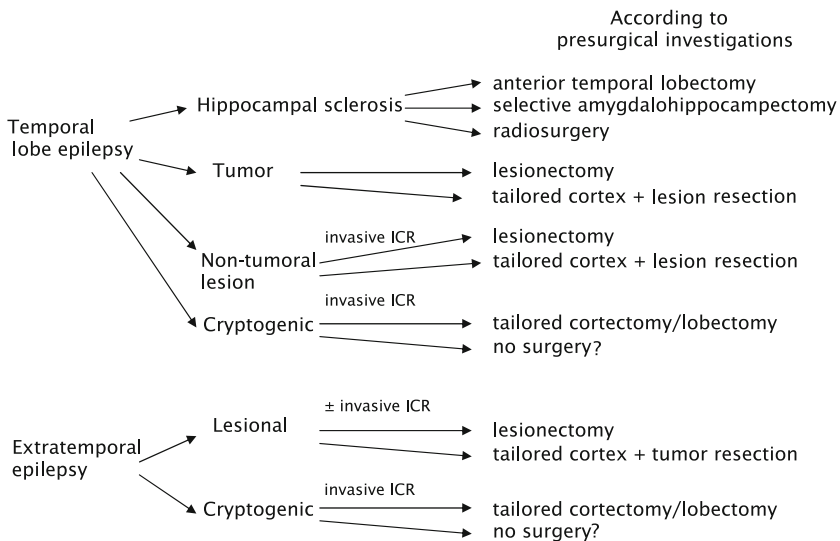 According to
presurgical investigations
Temporal
lobe epilepsy
Hippocampal sclerosis
anterior temporal lobectomy
selective amygdalohippocampectomy
radiosurgery
Tumor
lesionectomy
tailored cortex + lesion resection
Non-tumoral
lesion
invasive ICR
lesionectomy
tailored cortex + lesion resection
Cryptogenic
invasive ICR
tailored cortectomy/lobectomy
no surgery?
Extratemporal
epilepsy
Lesional
± invasive ICR
lesionectomy
tailored cortex + tumor resection
Cryptogenic
invasive ICR
tailored cortectomy/lobectomy
no surgery?